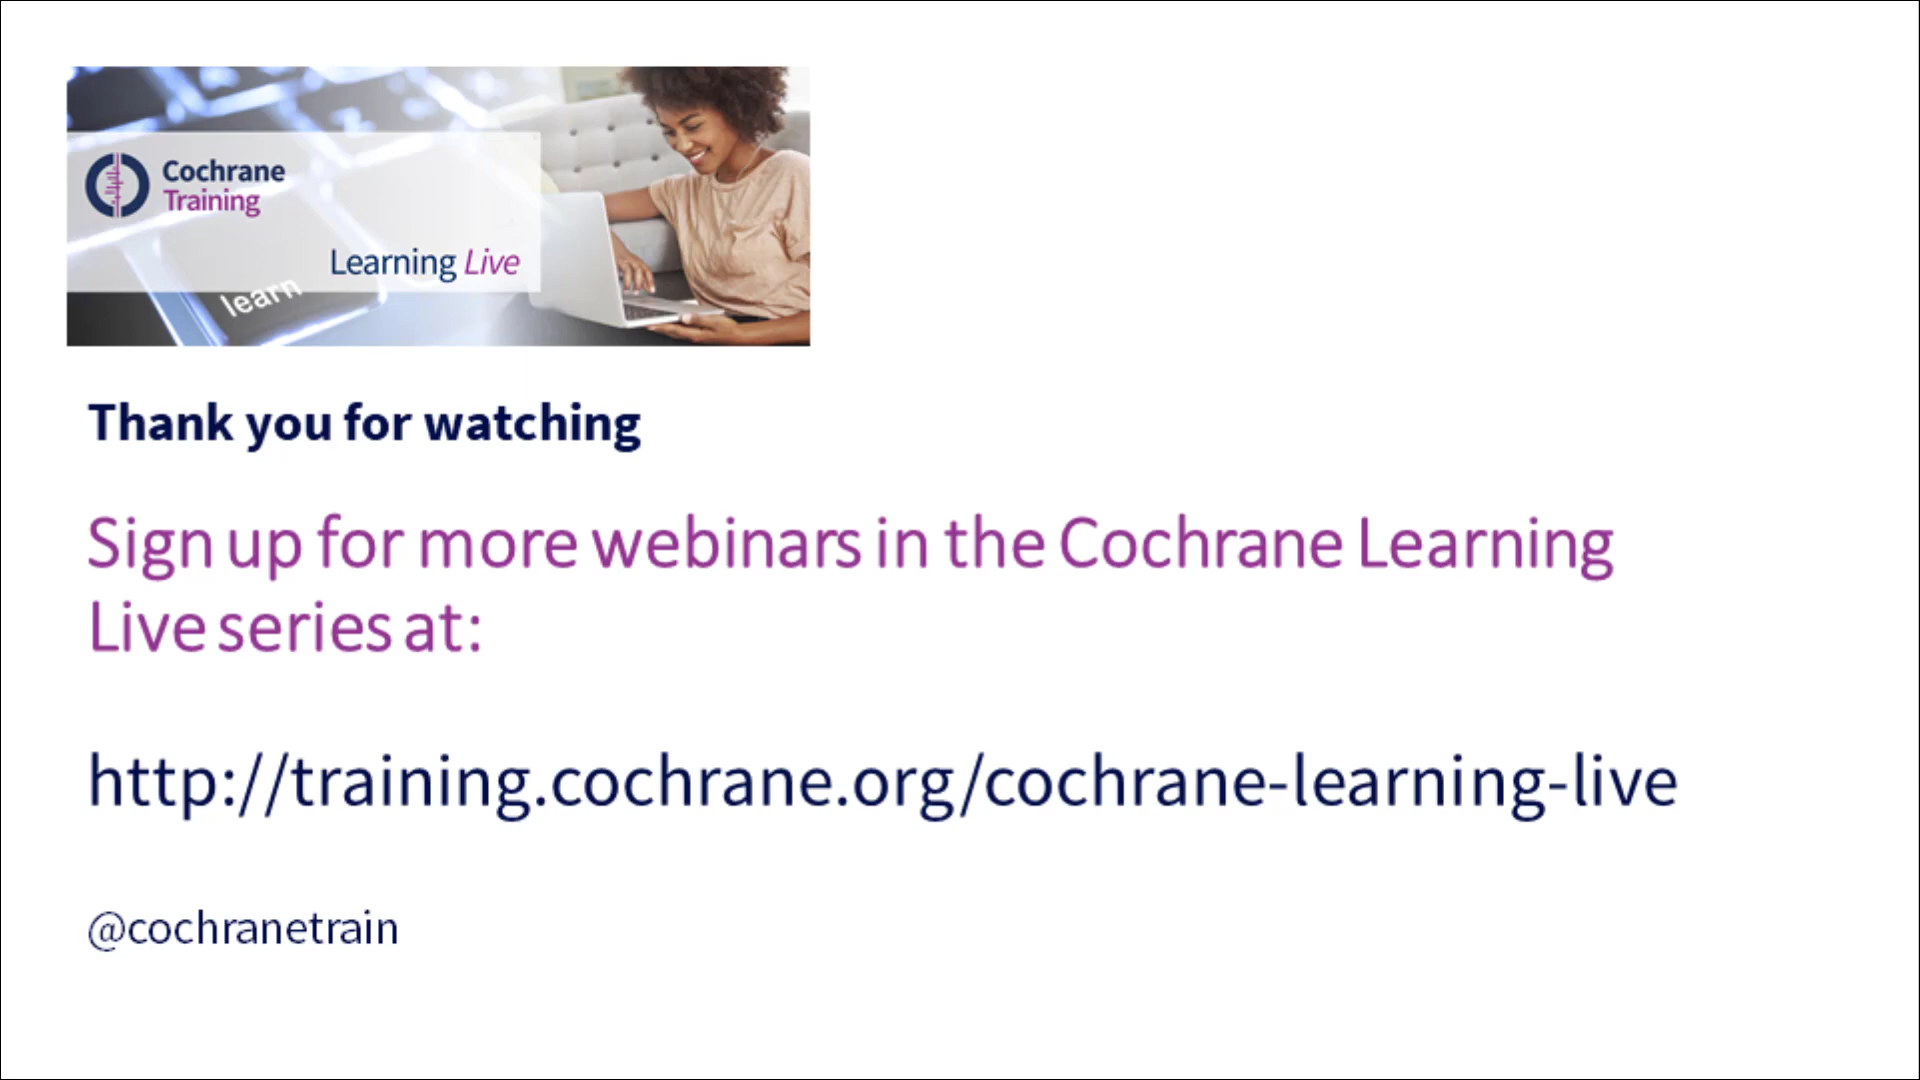 Cochrane
Training
Learning Live
learn
Thank you for watching
Sign up for more webinars in the Cochrane Learning
Live series at:
http://training.cochrane.org/cochrane-learning-live
@cochranetrain